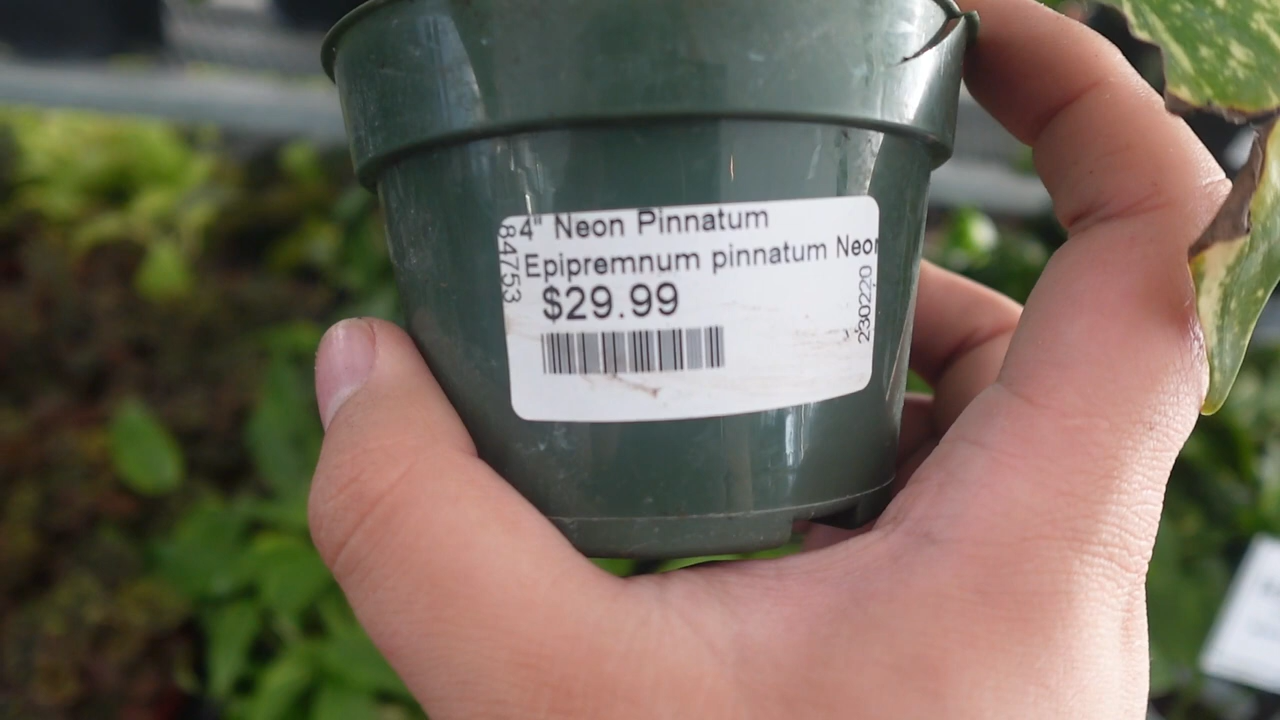 4" Neon Pinnatum
Epipremnum pinnatum Neon
$29.99
84753
230220